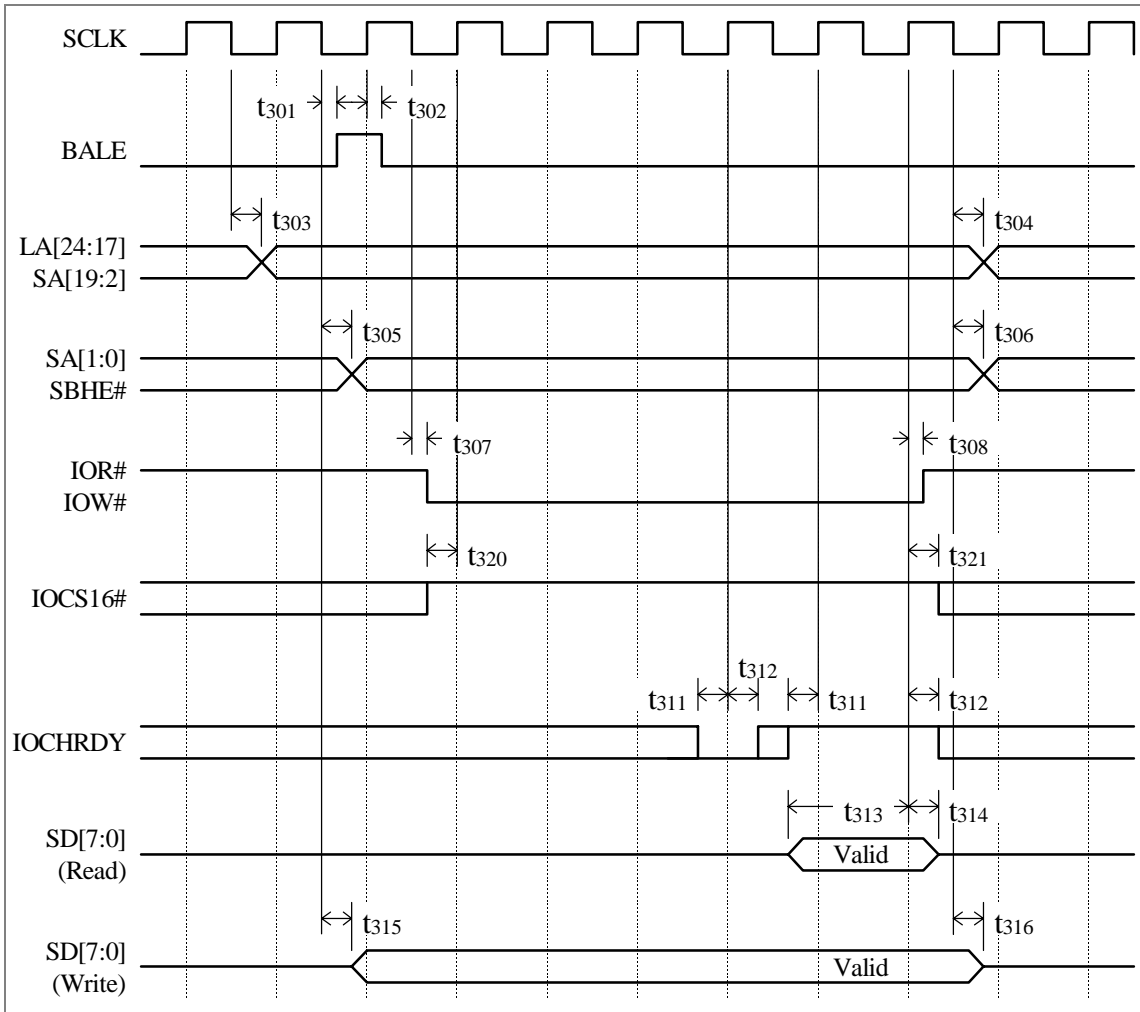 SCLK
t301 t302
BALE
t303 t304
LA[24:17]
SA[19:2]
t305 t306
SA[1:0]
SBHE#
t307 t308
IOR#
IOW#
t320 t321
IOCS16#
t312
t311 t311 t312
IOCHRDY
t313 t314
SD[7:0]
(Read)
Valid
t315 t316
SD[7:0]
(Write)
Valid